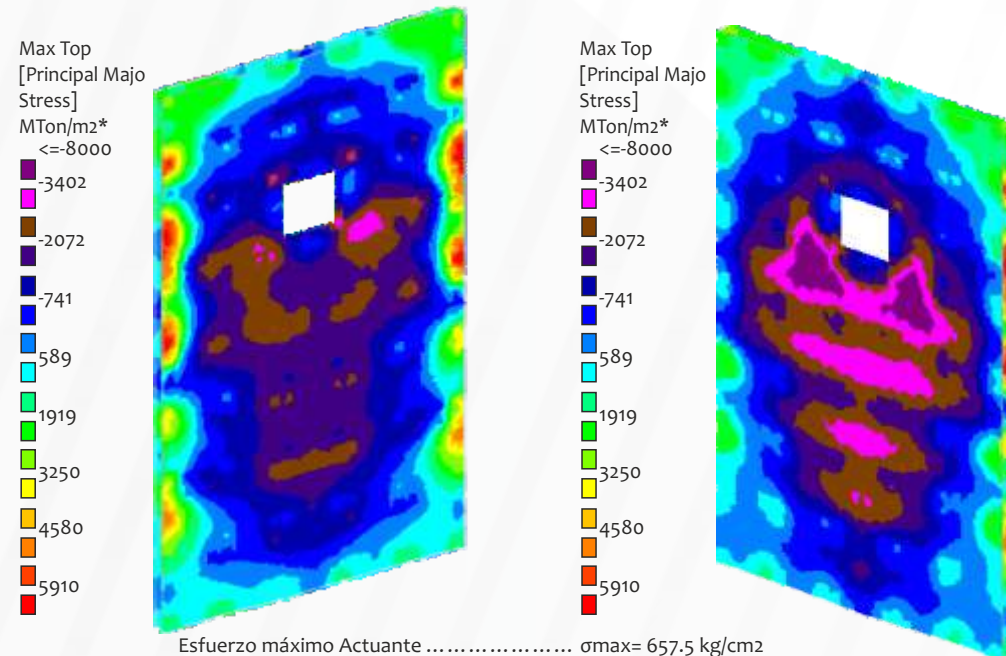 Max Top
[Principal Majo
Stress]
MTon/m2*
<=-8000
-3402
-2072
-741
589
1919
3250
4580
5910
Max Top
[Principal Majo
Stress]
MTon/m2*
<=-8000
-3402
-2072
-741
589
1919
3250
4580
5910
Esfuerzo máximo Actuante ………………… σmax= 657.5 kg/cm2